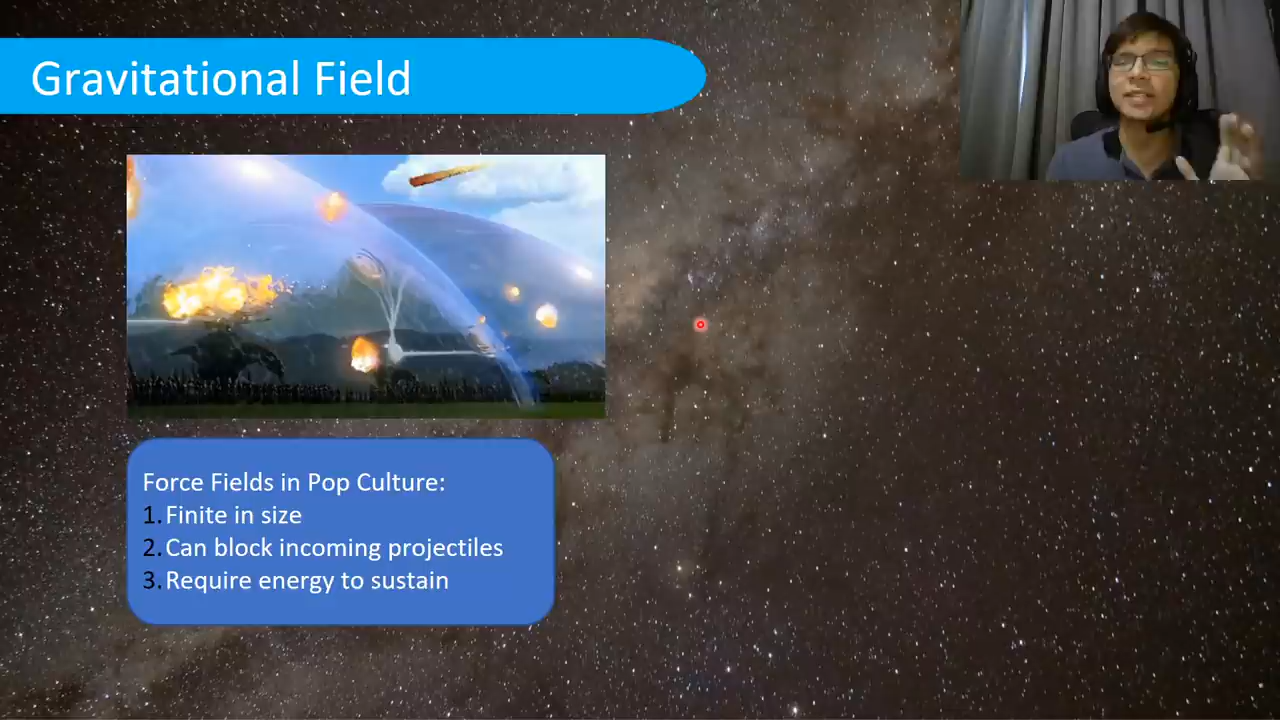 Gravitational Field
Force Fields in Pop Culture:
1. Finite in size
2. Can block incoming projectiles
3. Require energy to sustain